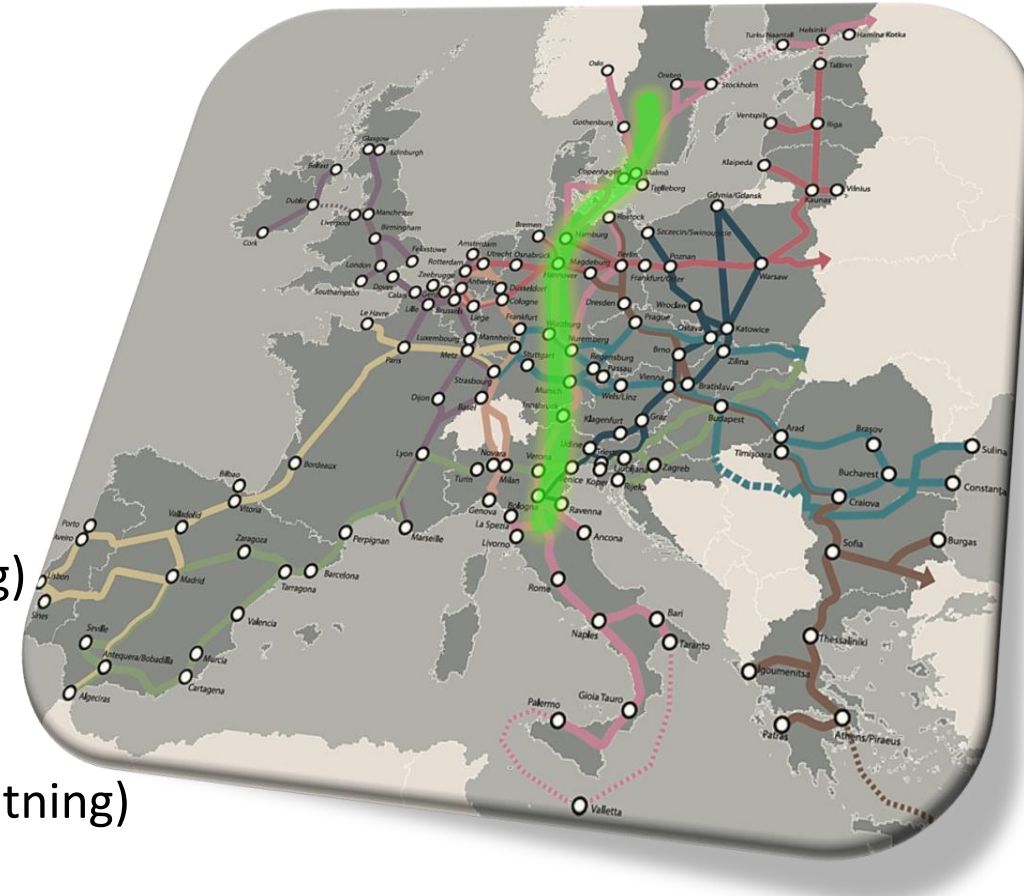 Turku Naantali
Helsinki
Hamina Kotka
Tallinn
Oslo
Örebro
Stockholm
Gothenburg
Ventspils
Riga
Klaipeda
Kaunas
Vilnius
Glasgow
Edinburgh
Belfast
Copenhagen
Malmö
Trelleborg
Dublin
Liverpool
Manchester
Cork
Birmingham
Gdynia/Gdansk
Rostock
Szczecin/Swinoujscie
Bremen
Hamburg
Felixstowe
Amsterdam
Utrecht
Osnabrück
Rotterdam
London
Southampton
Dover
Calais
Zeebrugge
Antwerp
Düsseldorf
Cologne
Hannover
Magdeburg
Berlin
Frankfurt/Oder
Poznan
Warsaw
Lille
Brussels
Liege
Dresden
Wroclaw
Le Havre
Frankfurt
Würzburg
Prague
Ostava
Katowice
Luxembourg
Mannheim
Nuremberg
Paris
Metz
Stuttgart
Regensburg
Passau
Brno
Zilina
Strasbourg
Munich
Wels/Linz
Vienna
Bratislava
Dijon
Basel
Innsbruck
Klagenfurt
Graz
Budapest
Arad
Brașov
Sulina
Timișoara
Bucharest
Constanța
Craiova
Lyon
Novara
Turin
Milan
Verona
Udine
Venice
Koper
Ljubljana
Zagreb
Rijeka
Bordeaux
Genova
Bologna
Ravenna
La Spezia
Livorno
Ancona
Bilbao
Vitoria
Porto
Aveiro
Valladolid
Zaragoza
Perpignan
Marseille
Sofia
Burgas
g)
Lisbon
Sines
Madrid
Tarragona
Barcelona
Rome
Valencia
Naples
Bari
Taranto
Seville
Antequera/Bobadilla
Murcia
Cartagena
Algeciras
Thessaloniki
Igoumenitsa
Palermo
Gioia Tauro
Patras
Athens/Piraeus
tning)
Valletta